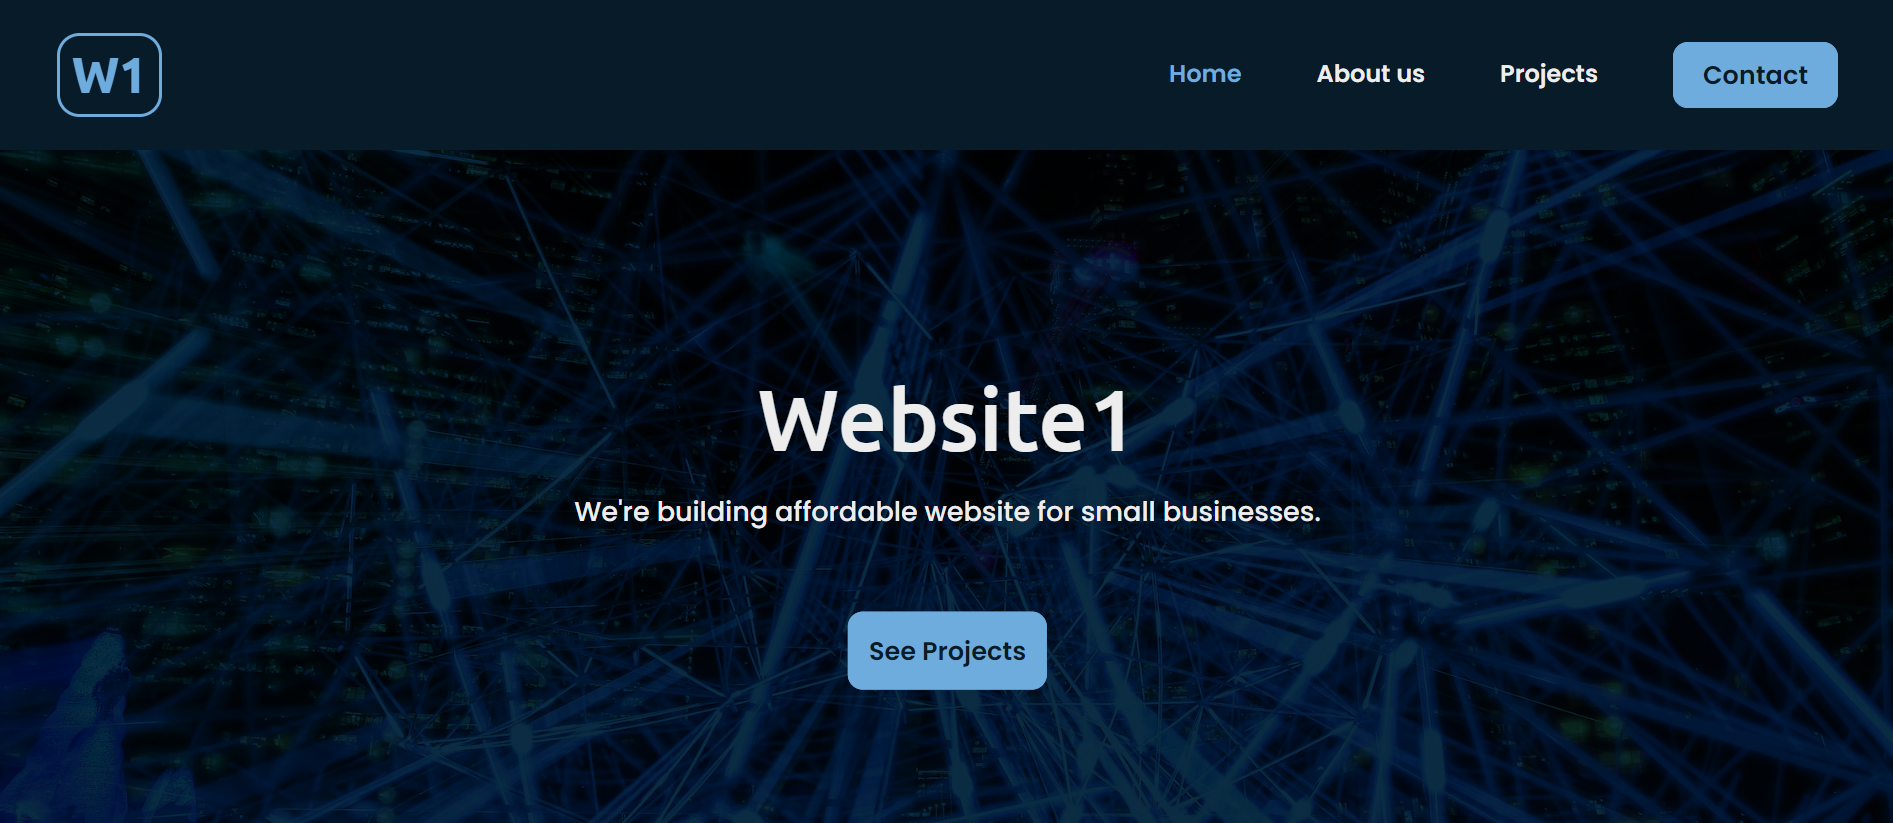 W1
Home
About us
Projects
Contact
Website1
We're building affordable website for small businesses.
See Projects